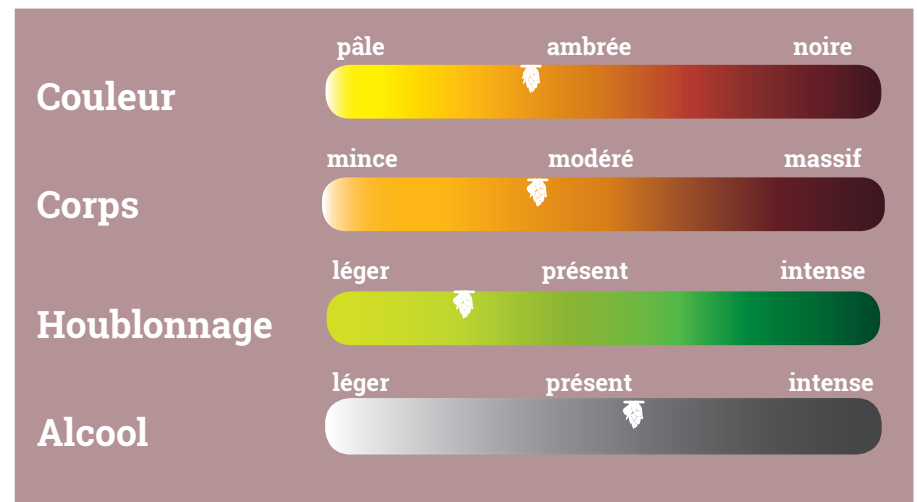 pâle ambrée noire
Couleur
mince modéré massif
Corps
léger présent intense
Houblonnage
léger présent intense
Alcool